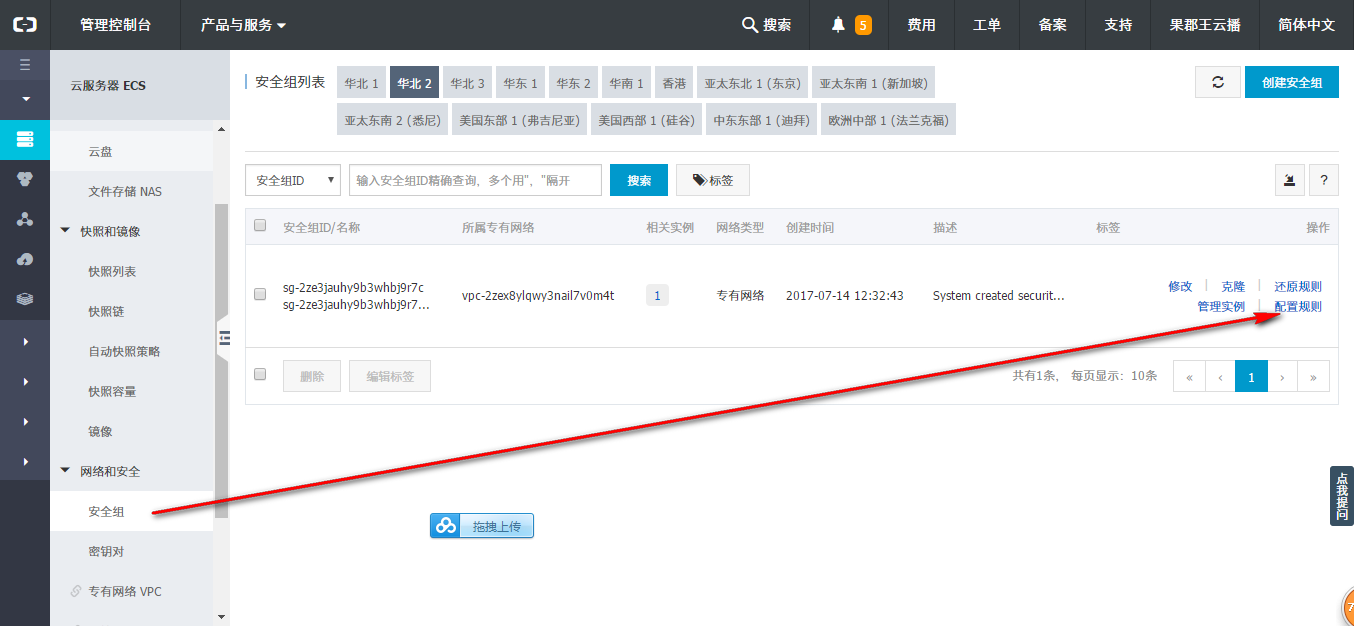 管理控制台 产品与服务 搜索 5 费用 工单 备案 支持 果郡王云播 简体中文
云服务器 ECS
云盘
文件存储 NAS
快照和镜像
快照列表
快照链
自动快照策略
快照容量
镜像
网络和安全
安全组
密钥对
专有网络 VPC
安全组列表 华北 1 华北 2 华北 3 华东 1 华东 2 华南 1 香港 亚太东北 1 (东京) 亚太东南 1 (新加坡)
亚太东南 2 (悉尼) 美国东部 1 (弗吉尼亚) 美国西部 1 (硅谷) 中东东部 1 (迪拜) 欧洲中部 1 (法兰克福)
创建安全组
安全组ID 输入安全组ID精确查询，多个用","隔开 搜索 标签 ?
安全组ID/名称 所属专有网络 相关实例 网络类型 创建时间 描述 标签 操作
sg-2ze3jauhy9b3whbj9r7c
sg-2ze3jauhy9b3whbj9r7...
vpc-2zex8ylqwy3nail7v0m4t 1 专有网络 2017-07-14 12:32:43 System created securit...
修改 克隆 还原规则
管理实例 配置规则
删除 编辑标签 共有1条， 每页显示：10条 « ‹ 1 › »
拖拽上传
点我提问
7